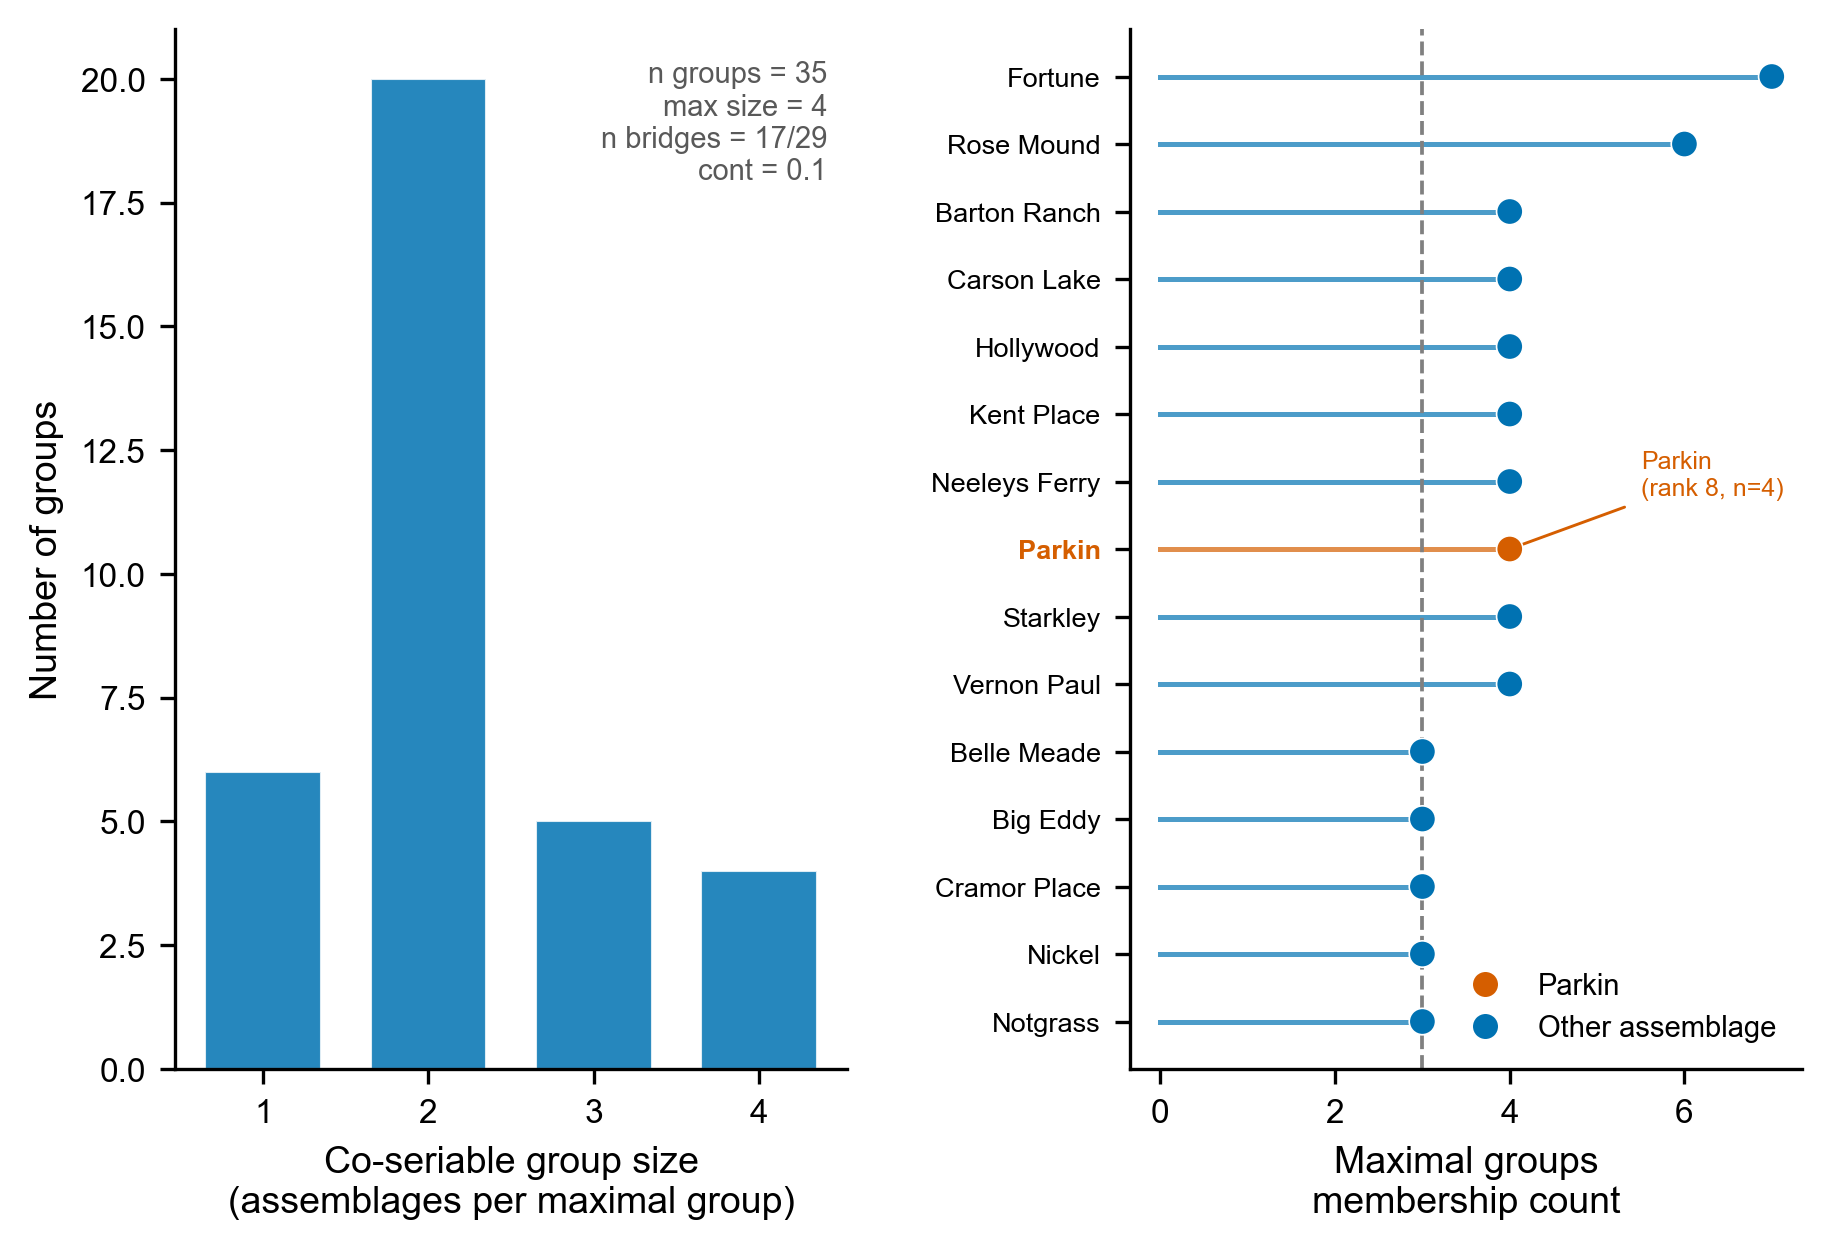 Number of groups
20.0
17.5
15.0
12.5
10.0
7.5
5.0
2.5
0.0
1
2
3
4
Co-seriable group size
(assemblages per maximal group)
n groups = 35
max size = 4
n bridges = 17/29
cont = 0.1
Fortune
Rose Mound
Barton Ranch
Carson Lake
Hollywood
Kent Place
Neeleys Ferry
Parkin
Starkley
Vernon Paul
Belle Meade
Big Eddy
Cramor Place
Nickel
Notgrass
Parkin
(rank 8, n=4)
Parkin
Other assemblage
0
2
4
6
Maximal groups
membership count